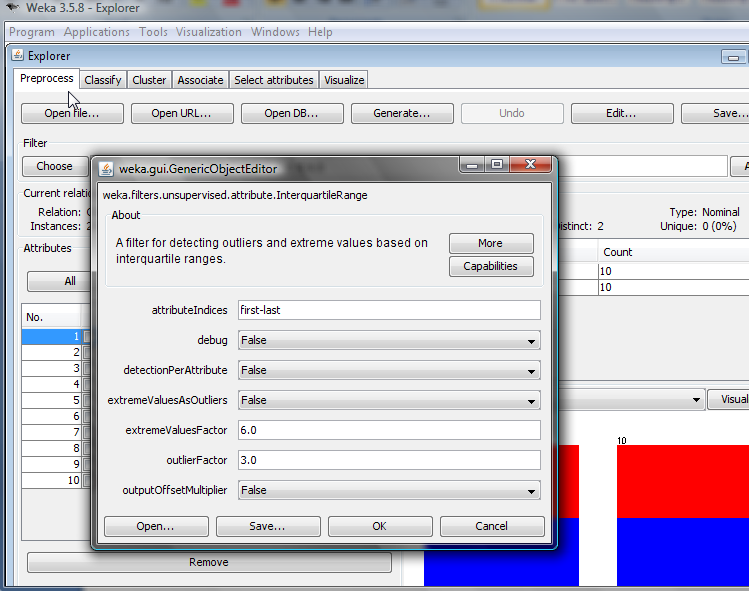 Weka 3.5.8 - Explorer
Program Applications Tools Visualization Windows Help
Explorer
Preprocess Classify Cluster Associate Select attributes Visualize
Open file... Open URL... Open DB... Generate... Undo Edit... Save...
Filter
Choose
weka.gui.GenericObjectEditor
weka.filters.unsupervised.attribute.InterquartileRange
About
A filter for detecting outliers and extreme values based on
interquartile ranges.
More
Capabilities
attributeIndices first-last
debug False
detectionPerAttribute False
extremeValuesAsOutliers False
extremeValuesFactor 6.0
outlierFactor 3.0
outputOffsetMultiplier False
Open... Save... OK Cancel
Current
Relation:
Instances: 2
Type: Nominal
2 Unique: 0 (0%)
Attributes
All
No.
1
2
3
4
5
6
7
8
9
10
Remove
Count
10
10
10